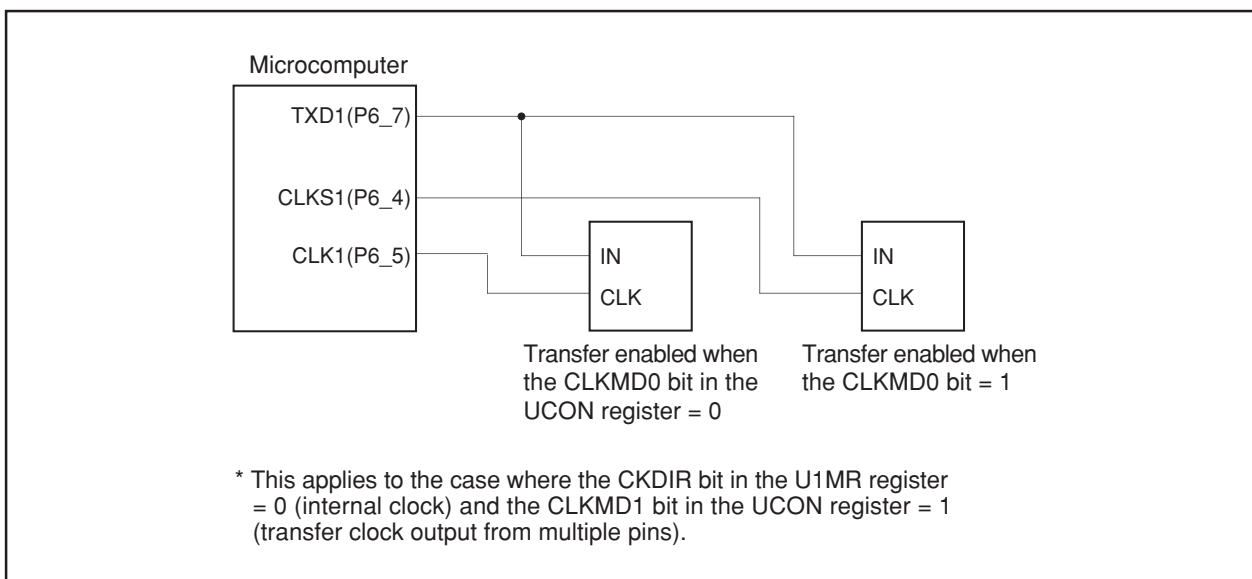 Microcomputer
TXD1(P6_7)
CLKS1(P6_4)
CLK1(P6_5)
IN
CLK
IN
CLK
Transfer enabled when
the CLKMD0 bit in the
UCON register = 0
Transfer enabled when
the CLKMD0 bit = 1
* This applies to the case where the CKDIR bit in the U1MR register
= 0 (internal clock) and the CLKMD1 bit in the UCON register = 1
(transfer clock output from multiple pins).